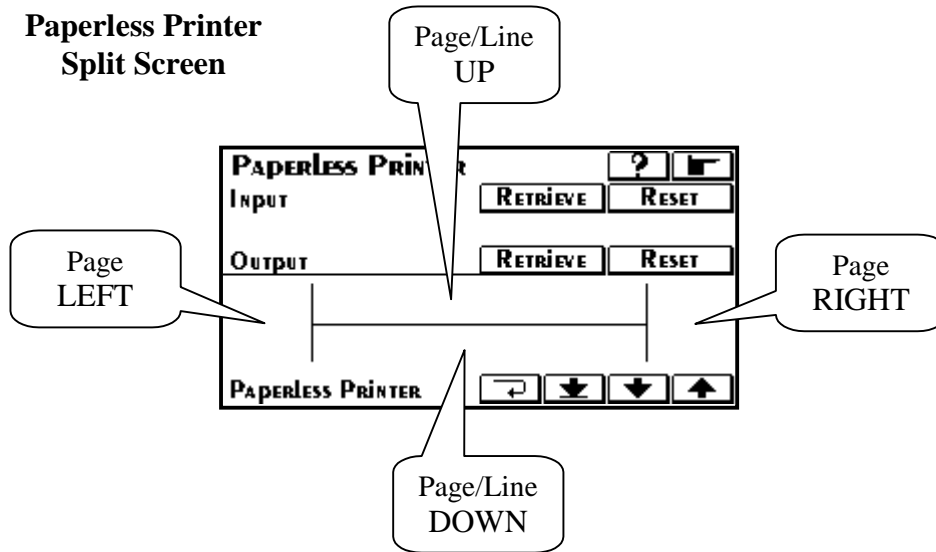 Paperless Printer
Split Screen
Page/Line
UP
PAPERLESS PRIN
?
INPUT
RETRIEVE
RESET
OUTPUT
RETRIEVE
RESET
Page
LEFT
Page
RIGHT
PAPERLESS PRINTER
Page/Line
DOWN